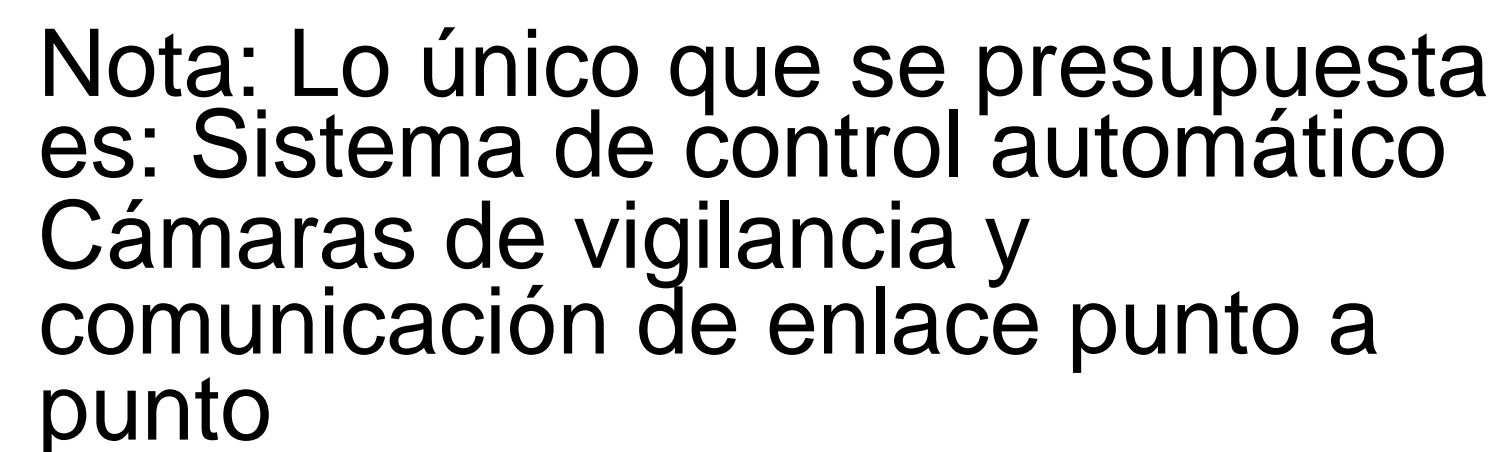 Nota: Lo único que se presupuesta
es: Sistema de control automático
Cámaras de vigilancia y
comunicación de enlace punto a
punto